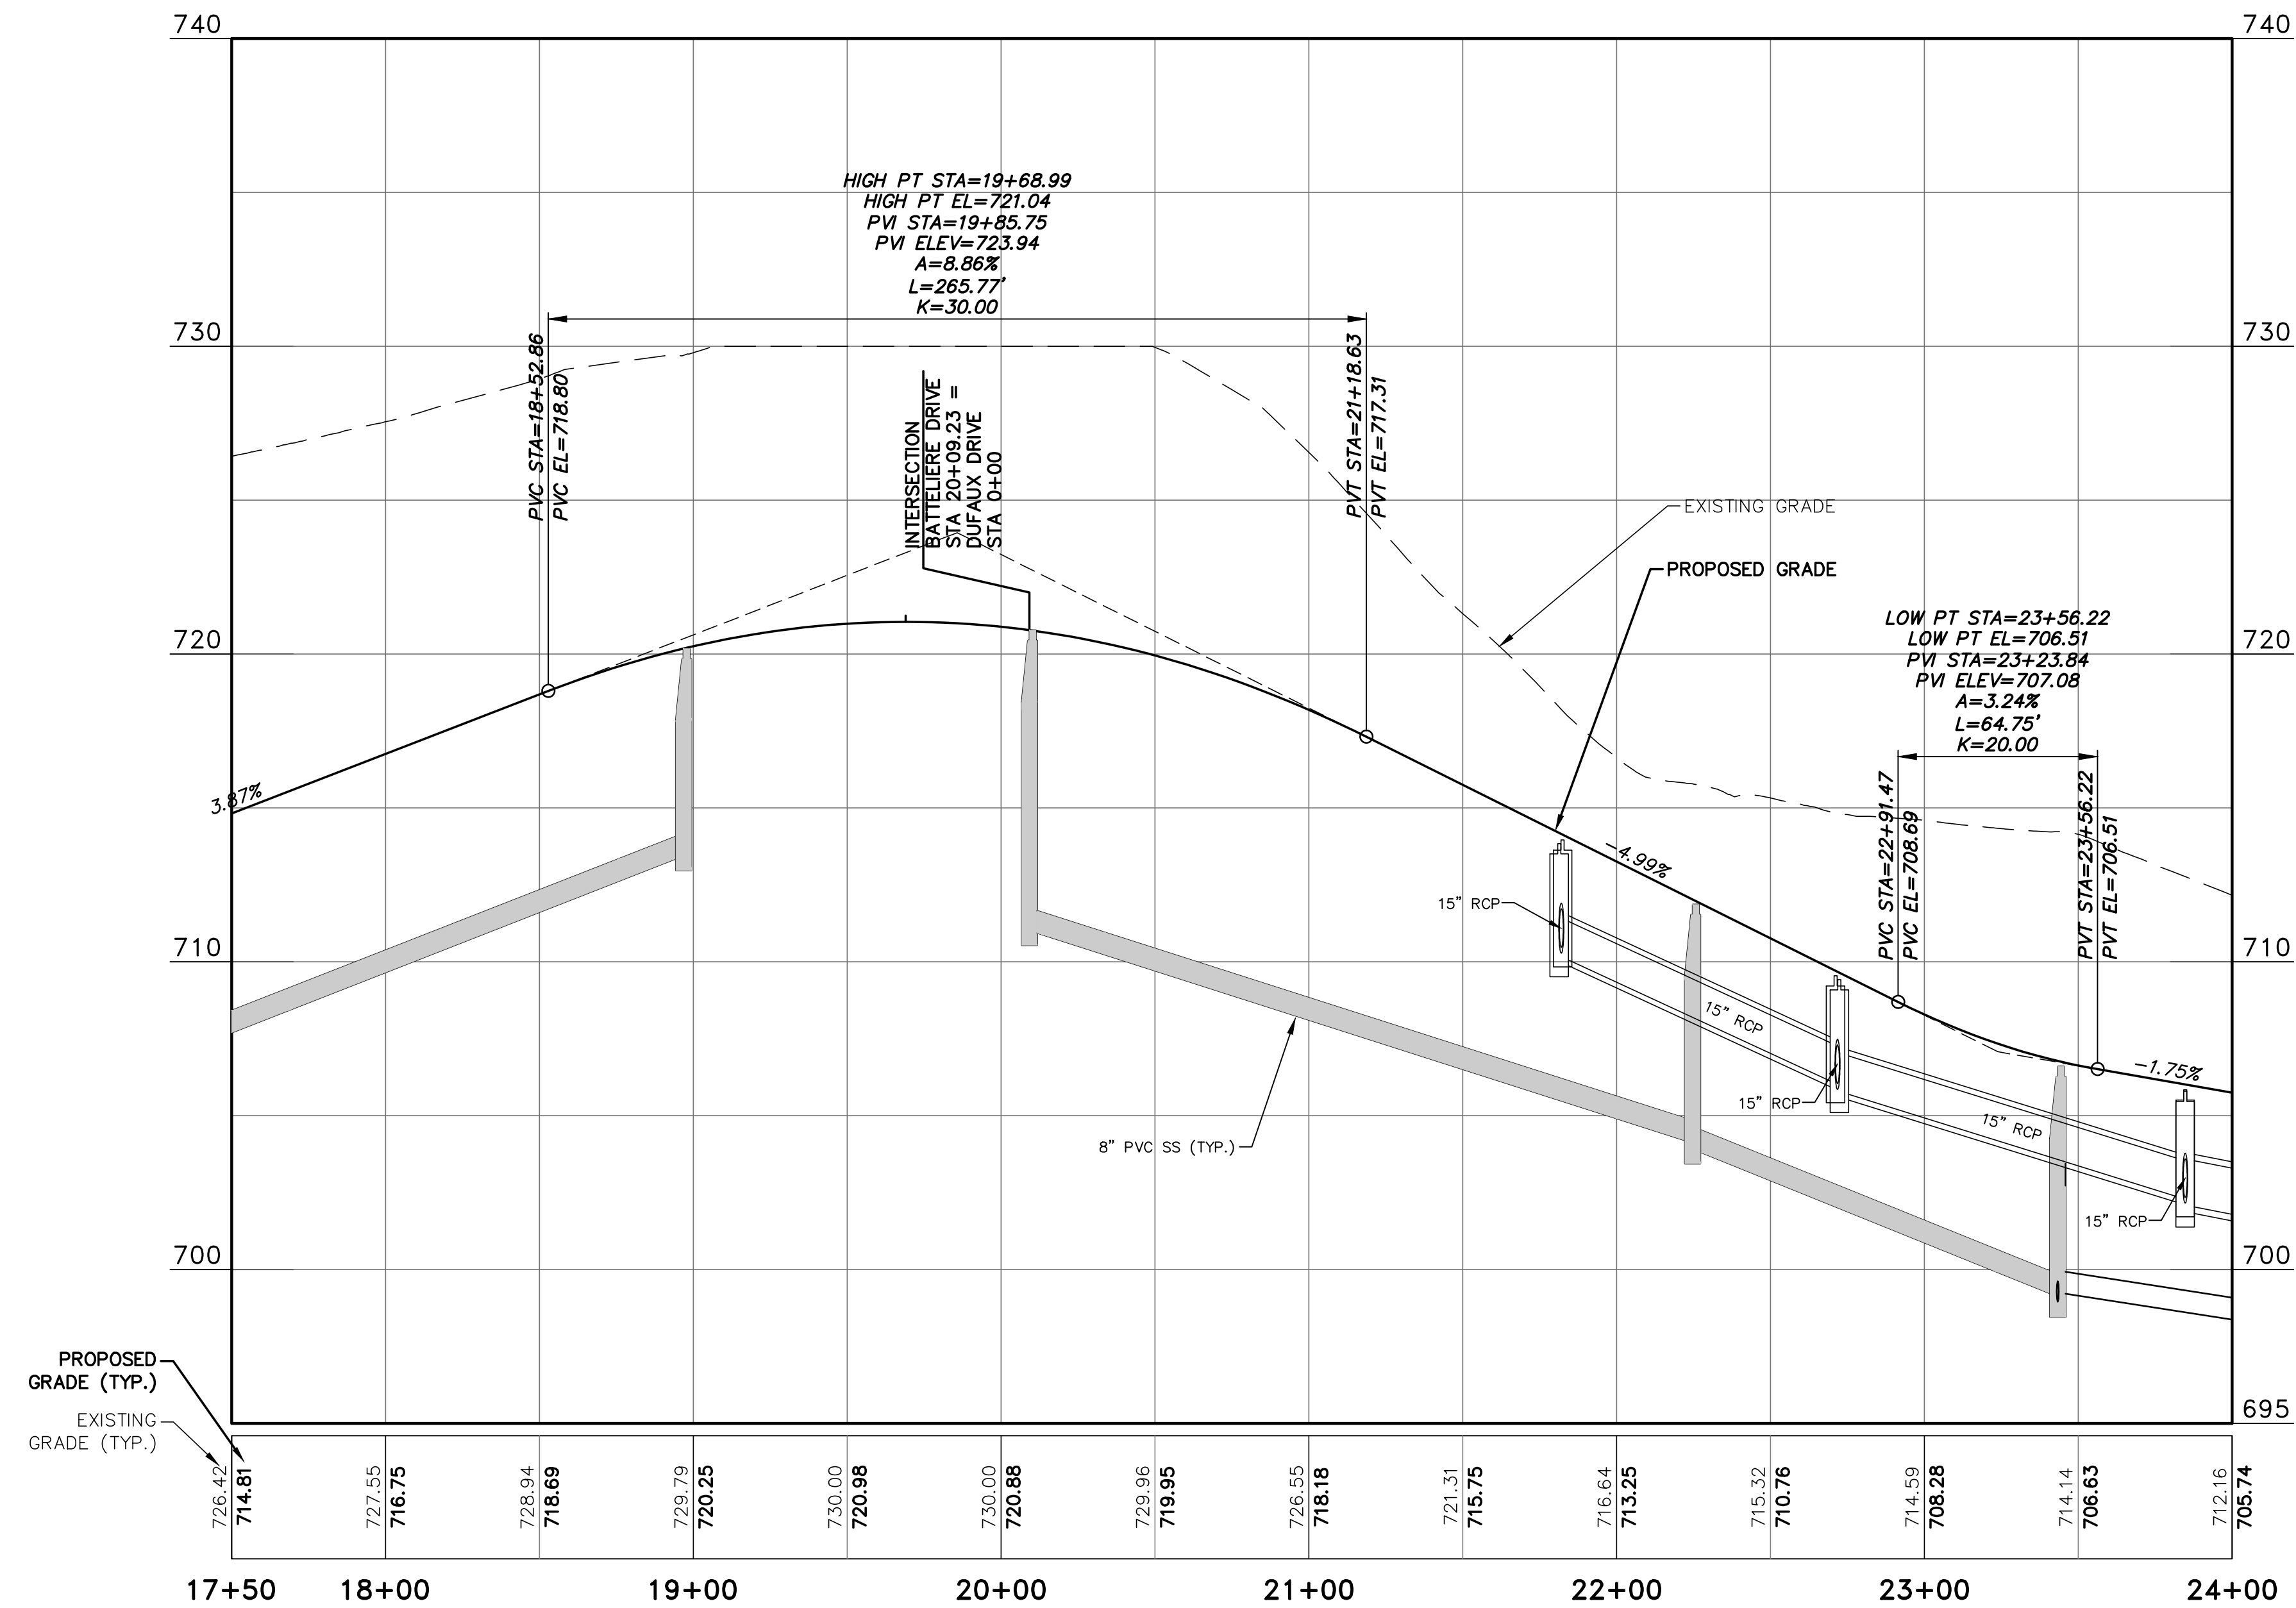 740
740
HIGH PT STA=19+68.99
HIGH PT EL=721.04
PVI STA=19+85.75
PVI ELEV=723.94
A=8.86%
L=265.77'
K=30.00
730
730
PVC STA=18+52.86
PVC EL=718.80
INTERSECTION
BATTELIERE DRIVE
STA 20+09.23 =
DUFAUX DRIVE
STA 0+00
PVT STA=21+18.63
PVT EL=717.31
EXISTING GRADE
PROPOSED GRADE
LOW PT STA=23+56.22
LOW PT EL=706.51
PVI STA=23+23.84
PVI ELEV=707.08
A=3.24%
L=64.75'
K=20.00
720
720
PVC STA=22+91.47
PVC EL=708.69
PVT STA=23+56.22
PVT EL=706.51
3.87%
-4.99%
15" RCP
710
710
15" RCP
15" RCP
-1.75%
15" RCP
8" PVC SS (TYP.)
15" RCP
700
700
PROPOSED
GRADE (TYP.)
EXISTING
GRADE (TYP.)
695
726.42
714.81
727.55
716.75
728.94
718.69
729.79
720.25
730.00
720.98
730.00
720.88
729.96
719.95
726.55
718.18
721.31
715.75
716.64
713.25
715.32
710.76
714.59
708.28
714.14
706.63
712.16
705.74
17+50
18+00
19+00
20+00
21+00
22+00
23+00
24+00